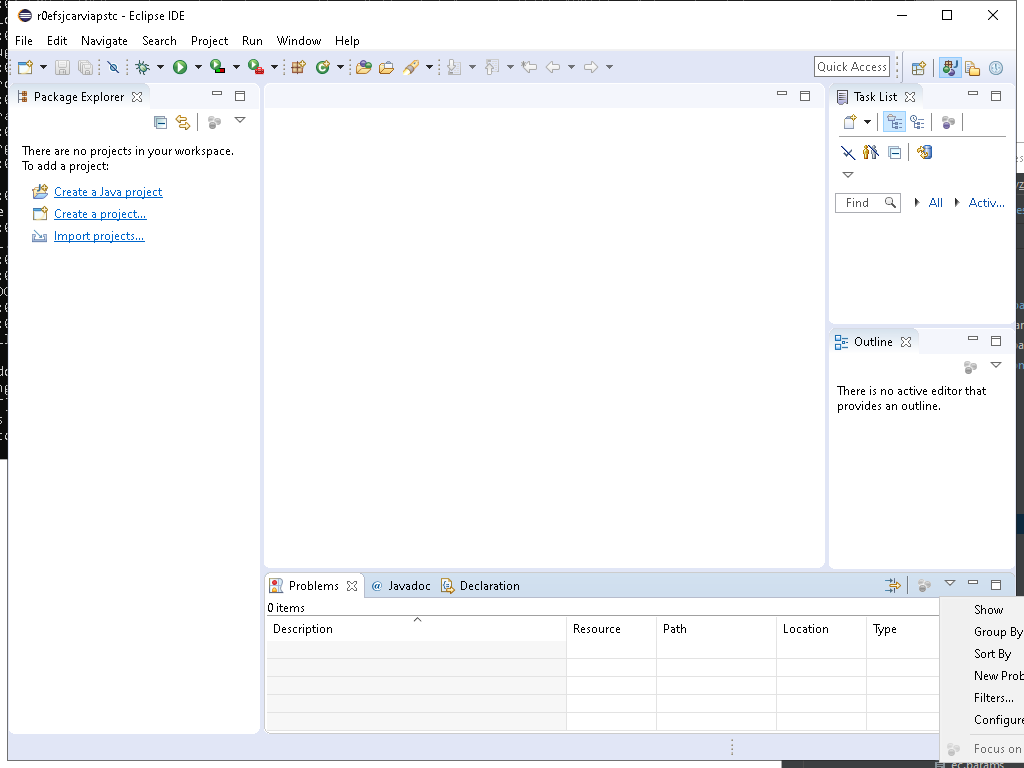 r0efsjcarviapstc - Eclipse IDE
File Edit Navigate Search Project Run Window Help
Quick Access
Package Explorer
There are no projects in your workspace.
To add a project:
Create a Java project
Create a project...
Import projects...
Task List
Find All Activ...
Outline
There is no active editor that
provides an outline.
Problems @ Javadoc Declaration
0 items
Description Resource Path Location Type
Show
Group By
Sort By
New Prob
Filters...
Configure
Focus on
ec.params